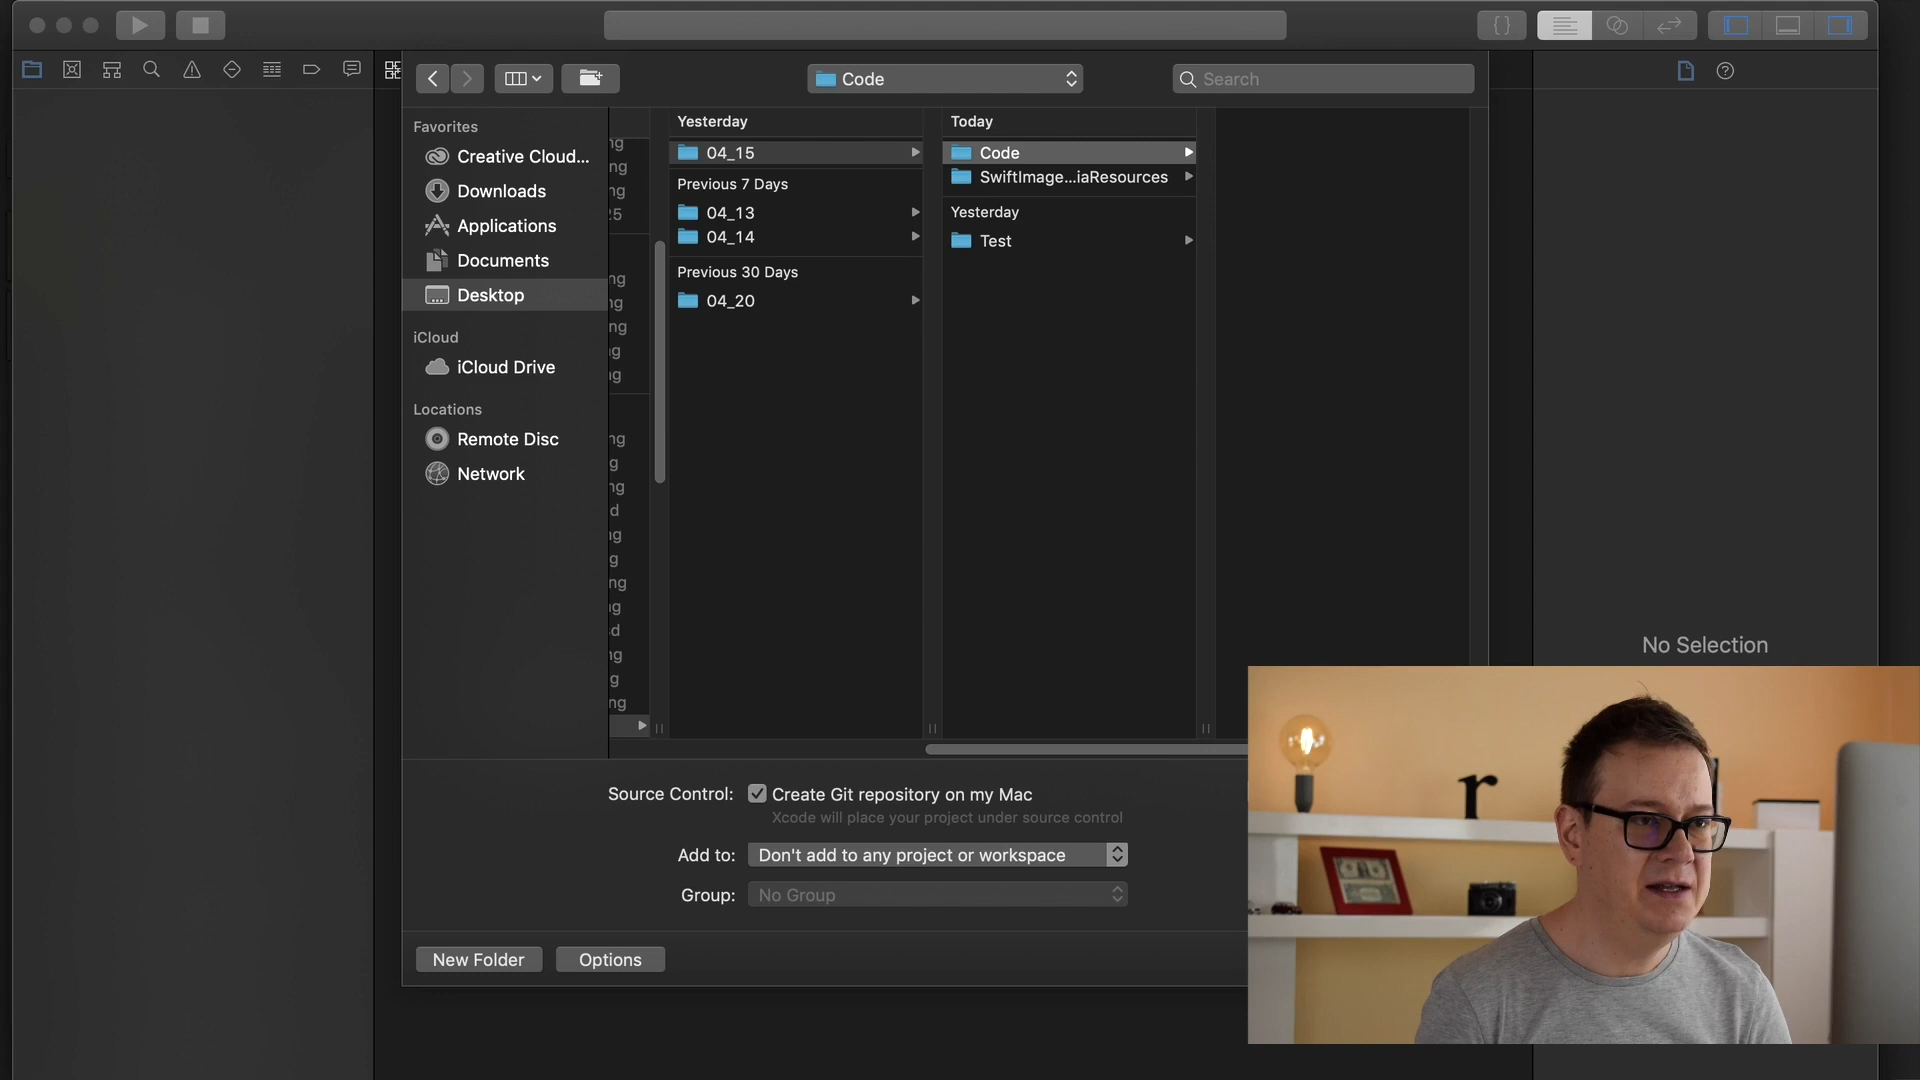 Code
Search
Favorites
Creative Cloud...
Downloads
Applications
Documents
Desktop
iCloud
iCloud Drive
Locations
Remote Disc
Network
Yesterday
04_15
Previous 7 Days
04_13
04_14
Previous 30 Days
04_20
Today
Code
SwiftImage...iaResources
Yesterday
Test
No Selection
Source Control:
Create Git repository on my Mac
Xcode will place your project under source control
Add to:
Don't add to any project or workspace
Group:
No Group
New Folder
Options
r